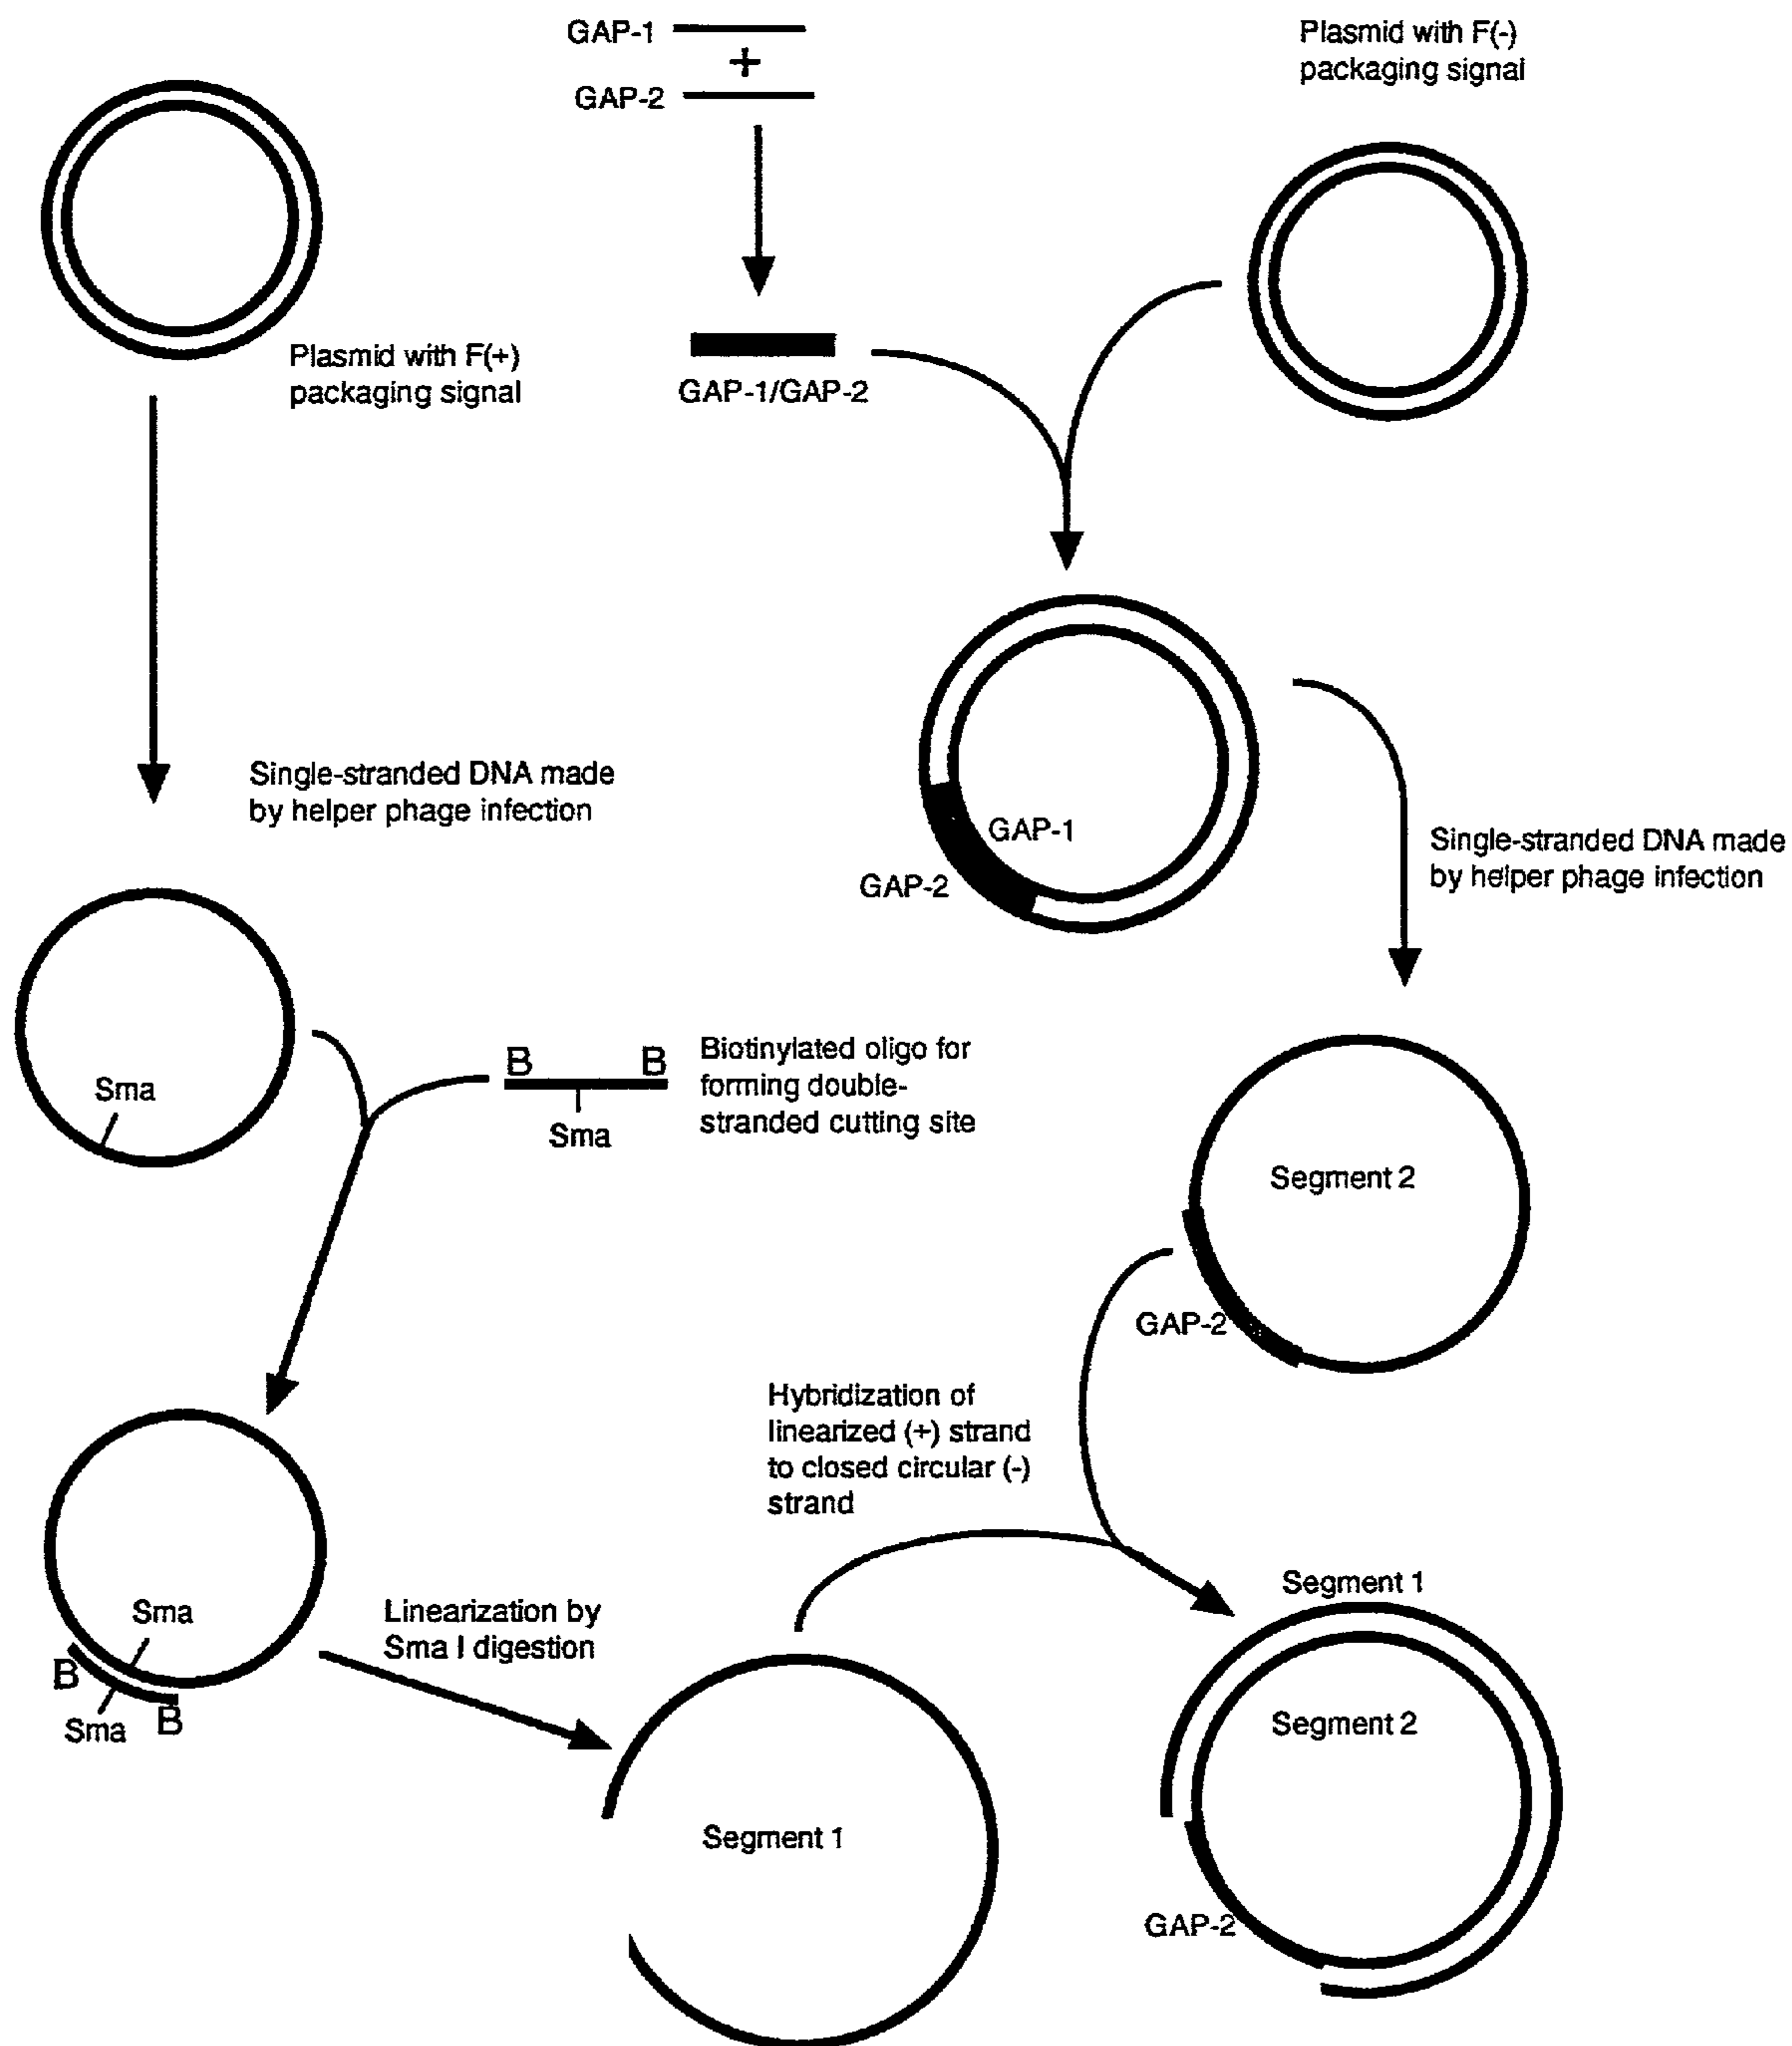 GAP-1
+
GAP-2
Plasmid with F(-)
packaging signal
Plasmid with F(+)
packaging signal
GAP-1/GAP-2
Single-stranded DNA made
by helper phage infection
GAP-1
GAP-2
Single-stranded DNA made
by helper phage infection
Sma
B B
Sma
Biotinylated oligo for
forming double-
stranded cutting site
Segment 2
GAP-2
Hybridization of
linearized (+) strand
to closed circular (-)
strand
Sma
B
Sma B
Linearization by
Sma I digestion
Segment 1
Segment 1
Segment 2
GAP-2